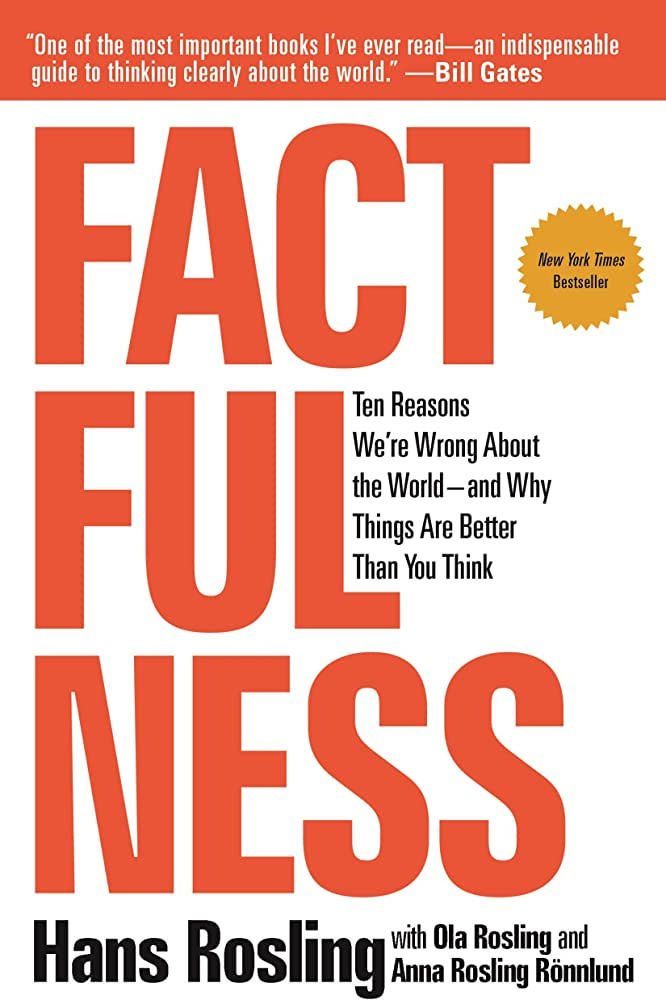 “One of the most important books I’ve ever read—an indispensable
guide to thinking clearly about the world.” —Bill Gates
FACT
New York Times
Bestseller
FUL
Ten Reasons
We’re Wrong About
the World–and Why
Things Are Better
Than You Think
NESS
Hans Rosling
with Ola Rosling and
Anna Rosling Rönnlund